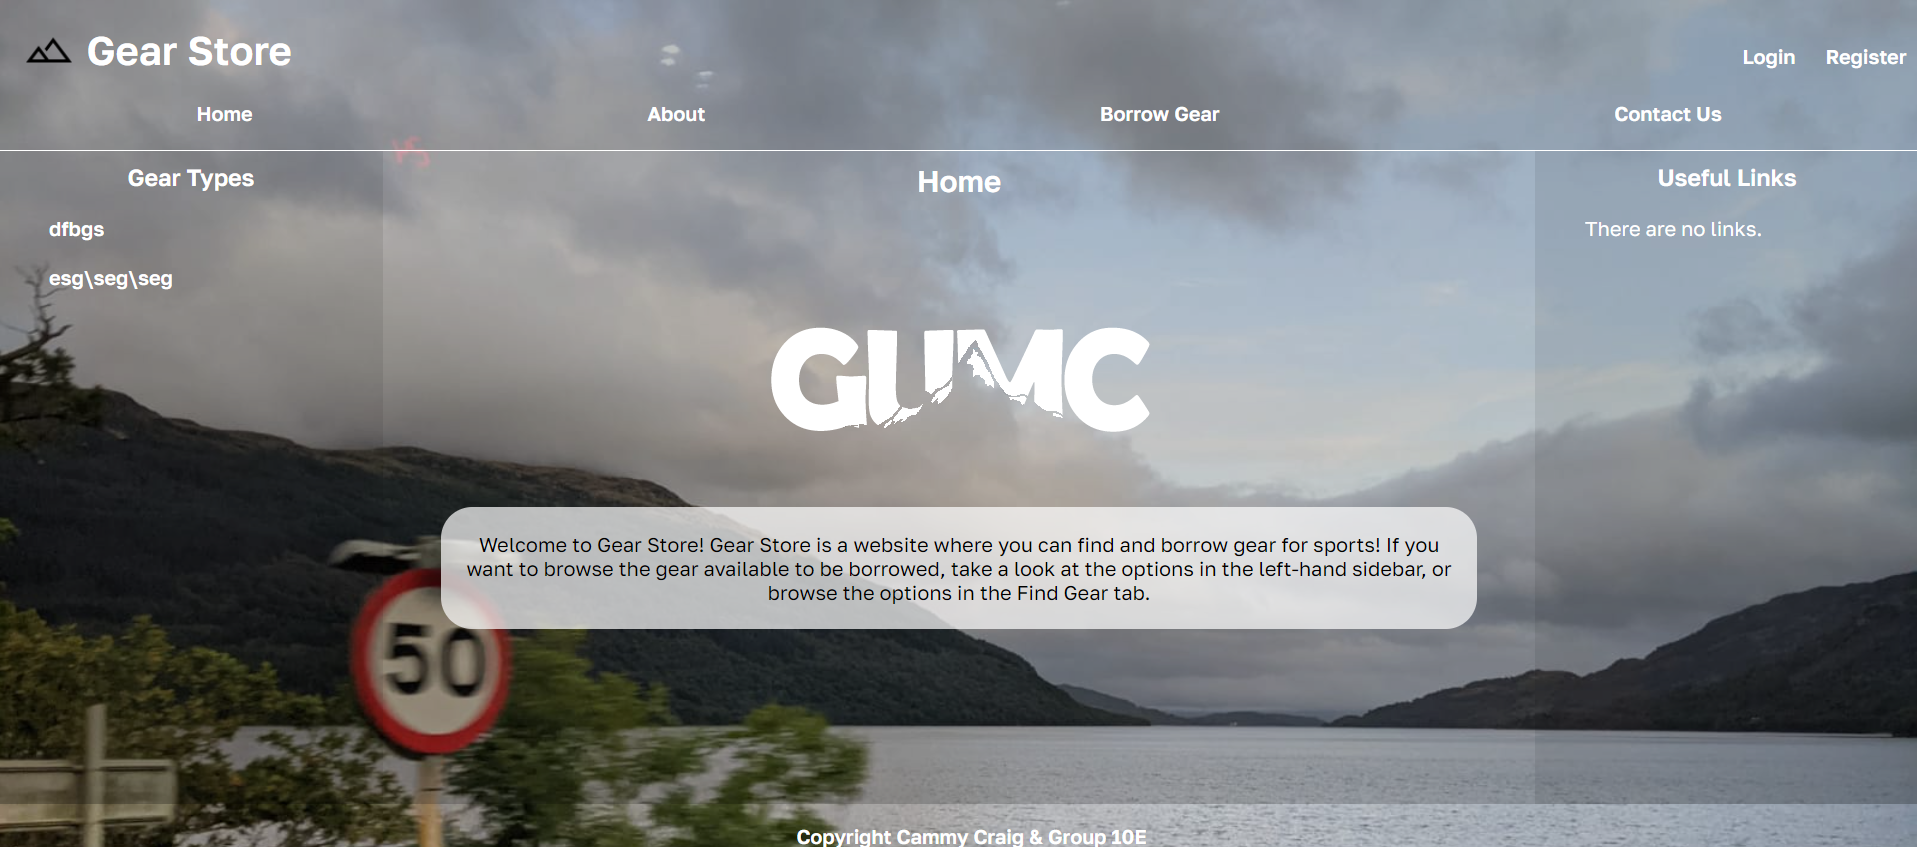 Gear Store
Login
Register
Home
About
Borrow Gear
Contact Us
Gear Types
dfbgs
esg\seg\seg
Home
GUMC
Welcome to Gear Store! Gear Store is a website where you can find and borrow gear for sports! If you
want to browse the gear available to be borrowed, take a look at the options in the left-hand sidebar, or
browse the options in the Find Gear tab.
50
Useful Links
There are no links.
Copyright Cammy Craig & Group 10E